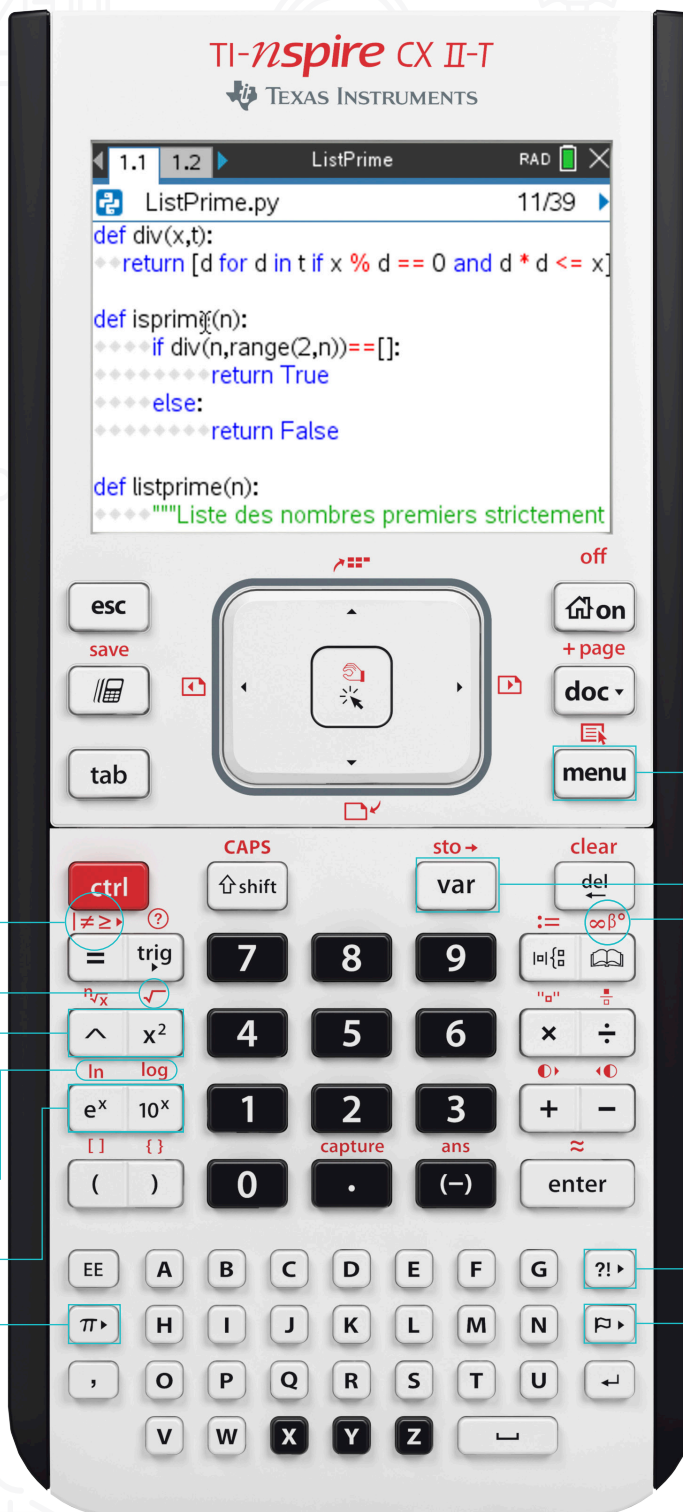 TI-nspire CX II-T
TEXAS INSTRUMENTS
1.1 1.2 ListPrime RAD
ListPrime.py 11/39
def div(x,t):
return [d for d in t if x % d == 0 and d * d <= x]
def isprime(n):
if div(n,range(2,n))==[]:
return True
else:
return False
def listprime(n):
"""Liste des nombres premiers strictement
off
esc
on
save
+ page
doc
tab
menu
CAPS sto→ clear
ctrl ⇧shift var del
|≠≥▸ ? := ∞β°
= trig 7 8 9 |▫|{
ⁿ√x √ "▫"
^ x² 4 5 6 × ÷
ln log
eˣ 10ˣ 1 2 3 + −
[ ] { } capture ans ≈
( ) 0 . (−) enter
EE A B C D E F G ?!▸
π▸ H I J K L M N
, O P Q R S T U ↵
V W X Y Z